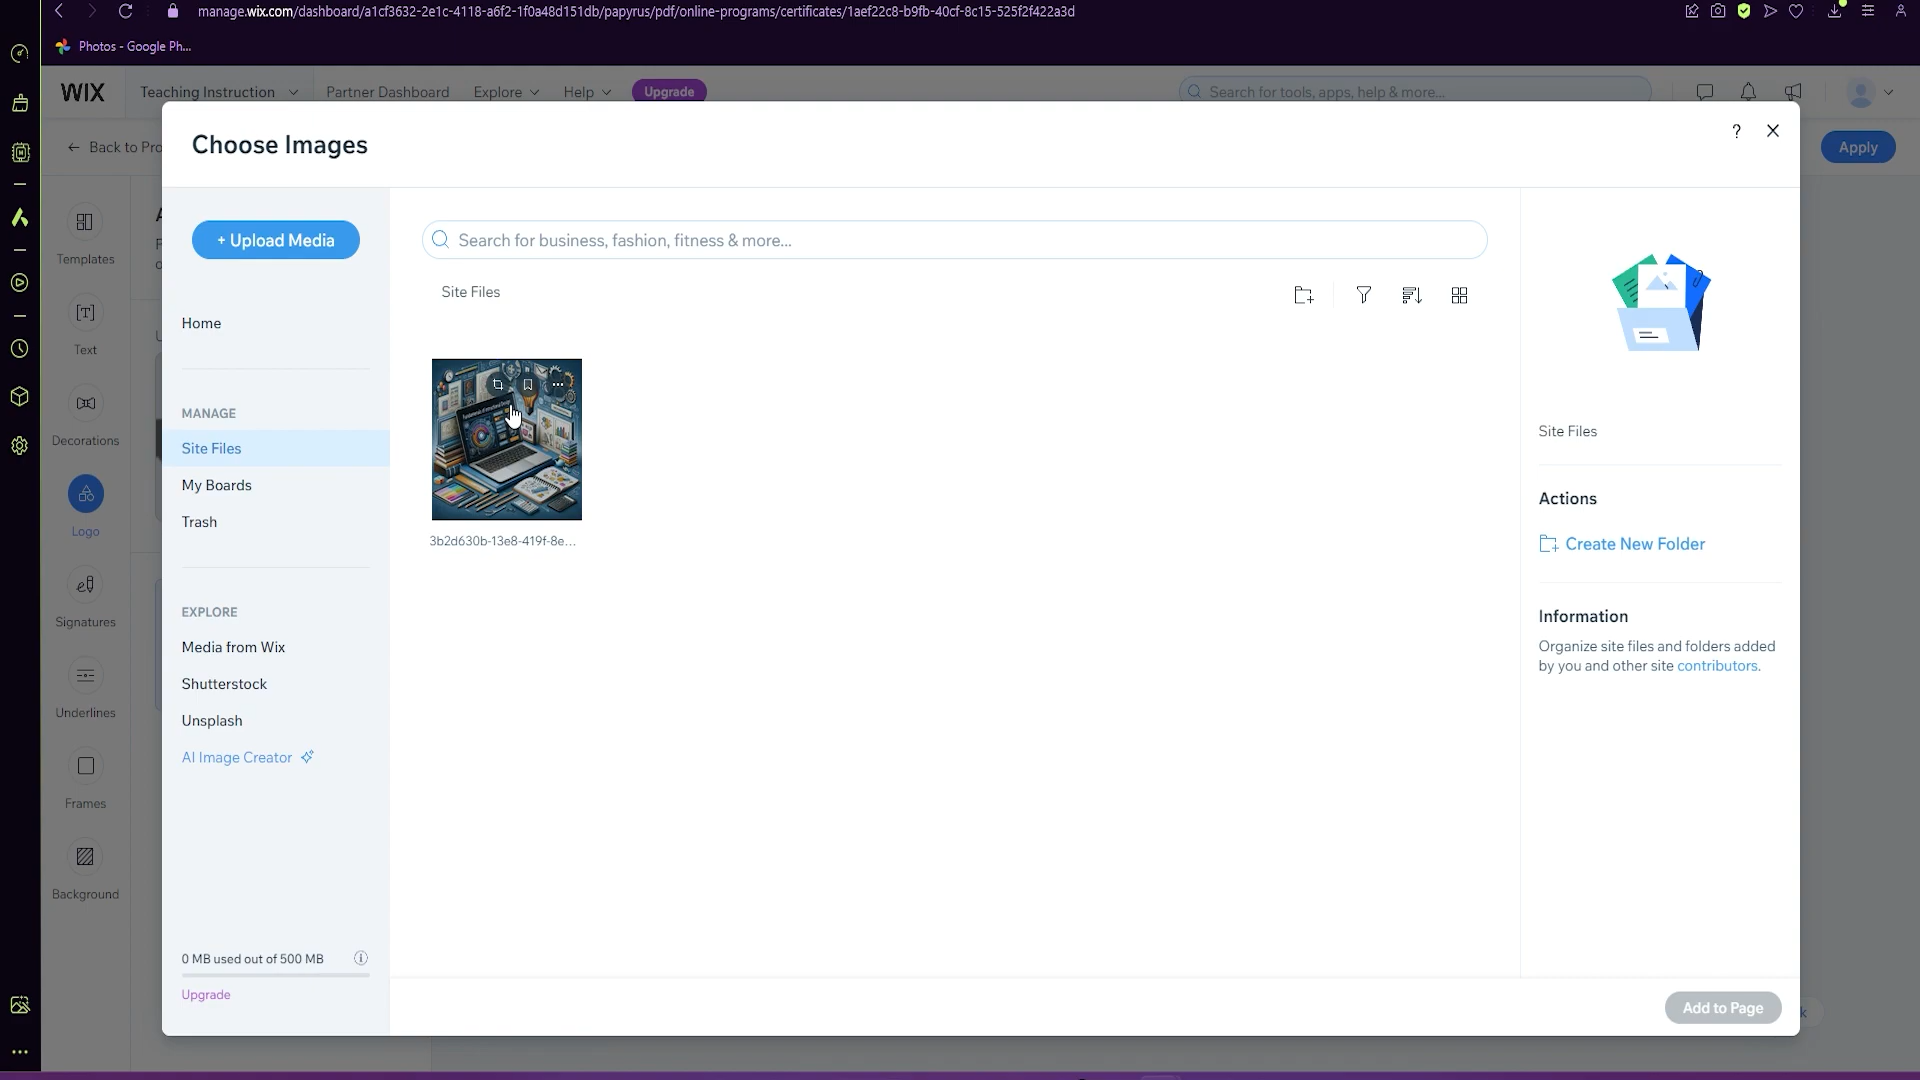 manage.wix.com/dashboard/a1cf3632-2e1c-4118-a6f2-1f0a48d151db/papyrus/pdf/online-programs/certificates/1aef22c8-b9fb-40cf-8c15-525f2f422a3d
Photos - Google Ph...
WIX
Teaching Instruction
Partner Dashboard
Explore
Help
Upgrade
Search for tools, apps, help & more...
Back to Pro
Apply
Choose Images
?
Templates
Text
Decorations
Logo
Signatures
Underlines
Frames
Background
+ Upload Media
Home
MANAGE
Site Files
My Boards
Trash
EXPLORE
Media from Wix
Shutterstock
Unsplash
AI Image Creator
0 MB used out of 500 MB
Upgrade
Search for business, fashion, fitness & more...
Site Files
3b2d630b-13e8-419f-8e...
Site Files
Actions
Create New Folder
Information
Organize site files and folders added
by you and other site contributors.
Add to Page